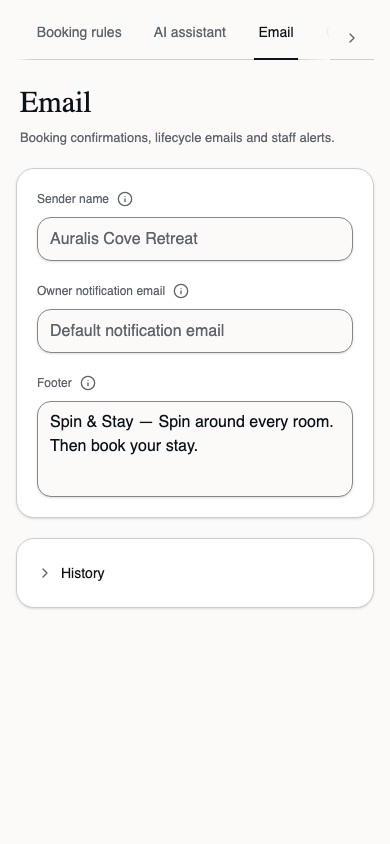 Booking rules
AI assistant
Email
Email
Booking confirmations, lifecycle emails and staff alerts.
Sender name
Auralis Cove Retreat
Owner notification email
Default notification email
Footer
Spin & Stay — Spin around every room.
Then book your stay.
History